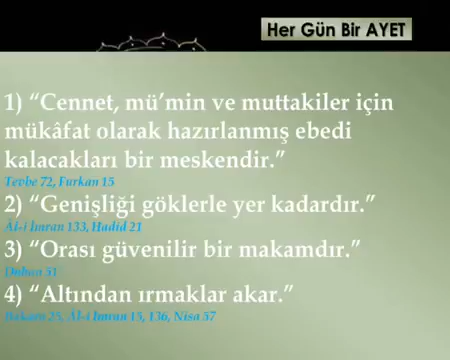 Her Gün Bir AYET
1) “Cennet, mü’min ve muttakiler için
mükâfat olarak hazırlanmış ebedi
kalacakları bir meskendir.”
Tevbe 72, Furkan 15
2) “Genişliği göklerle yer kadardır.”
Âl-i İmran 133, Hadid 21
3) “Orası güvenilir bir makamdır.”
Duhan 51
4) “Altından ırmaklar akar.”
Bakara 25, Âl-i İmran 15, 136, Nisa 57